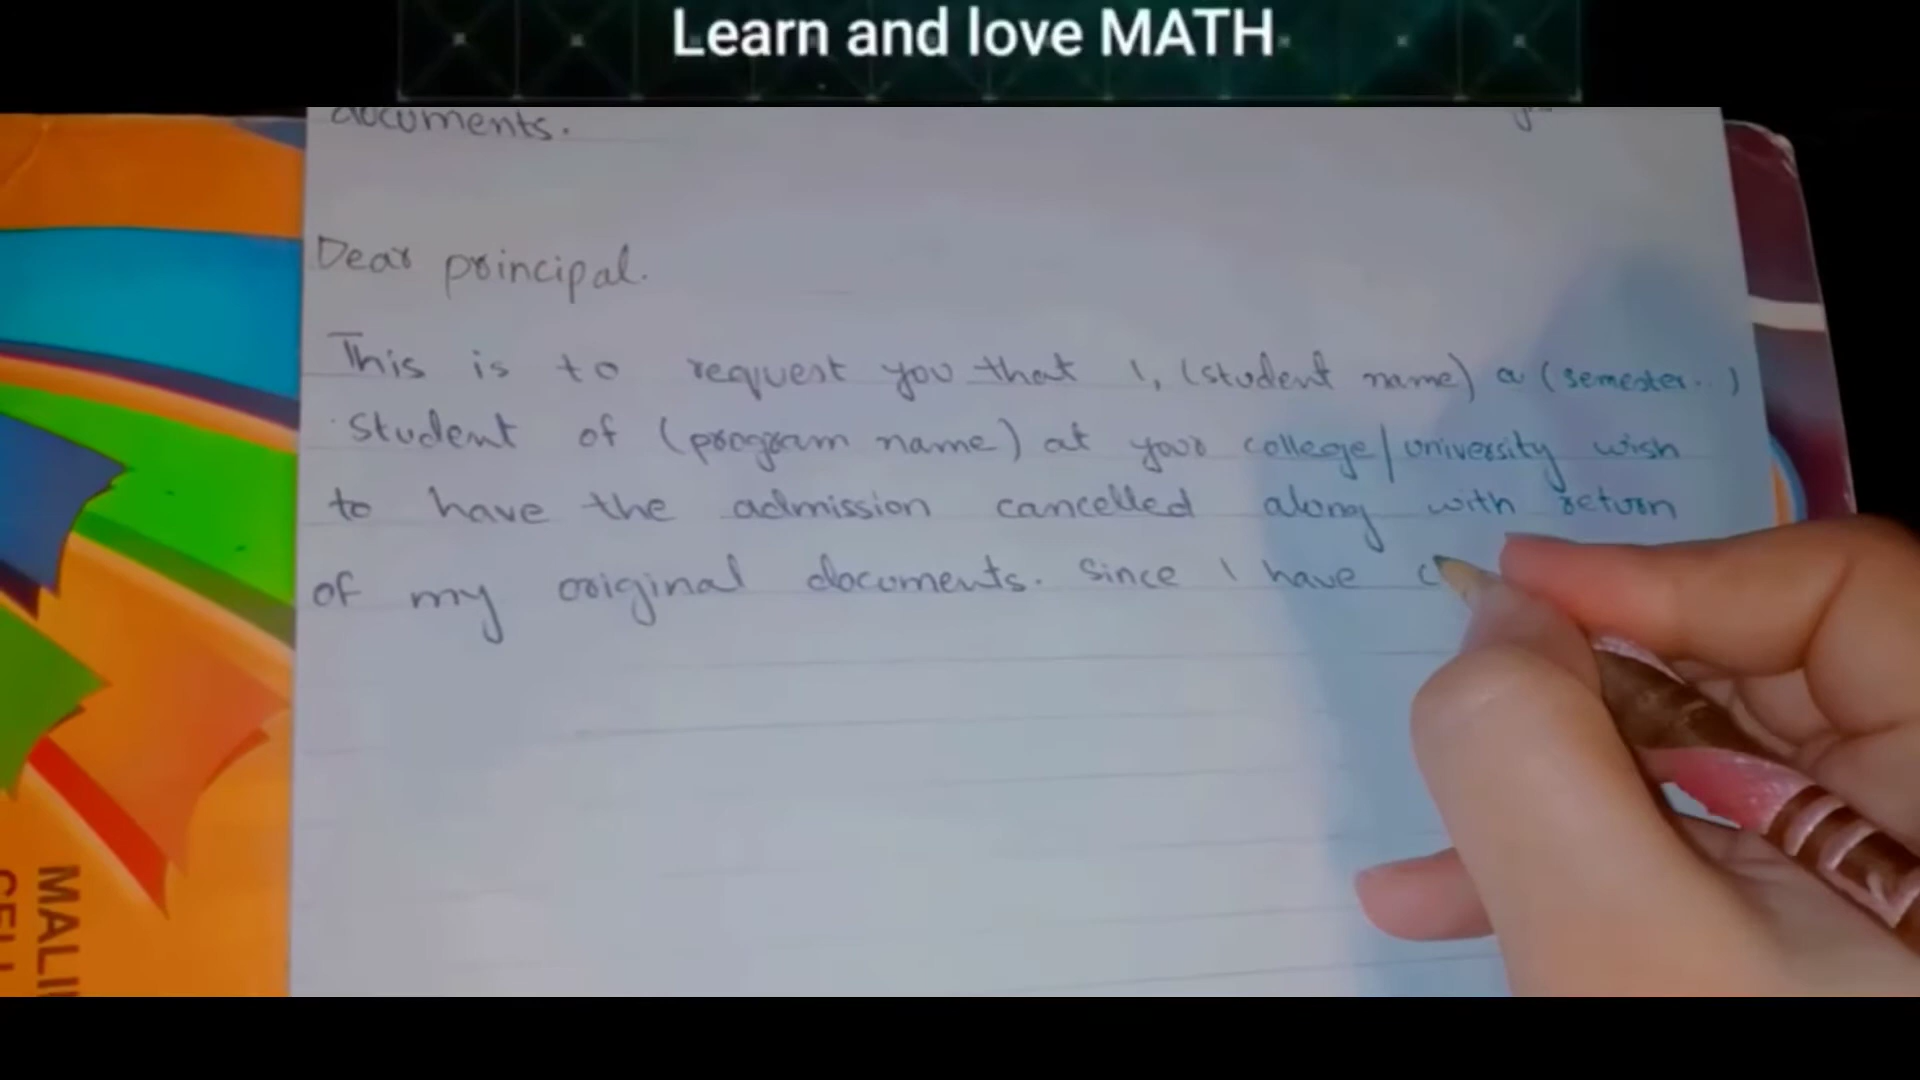 Learn and love MATH
documents.
Dear principal.
This is to request you that I, (student name) a (semester..)
student of (program name) at your college/university wish
to have the admission cancelled along with return
of my original documents. Since I have
MALI